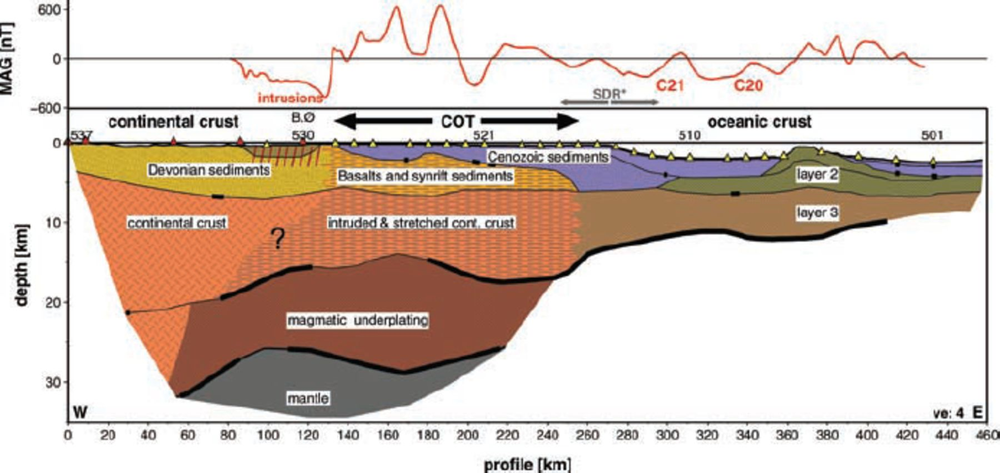 MAG [nT]
600
0
−600
intrusions
C21
C20
SDR*
continental crust
B.Ø
COT
oceanic crust
537
530
521
510
501
Cenozoic sediments
Devonian sediments
Basalts and synrift sediments
layer 2
continental crust
intruded & stretched cont. crust
layer 3
?
magmatic underplating
mantle
W
ve: 4 E
depth [km]
0
10
20
30
0 20 40 60 80 100 120 140 160 180 200 220 240 260 280 300 320 340 360 380 400 420 440 460
profile [km]